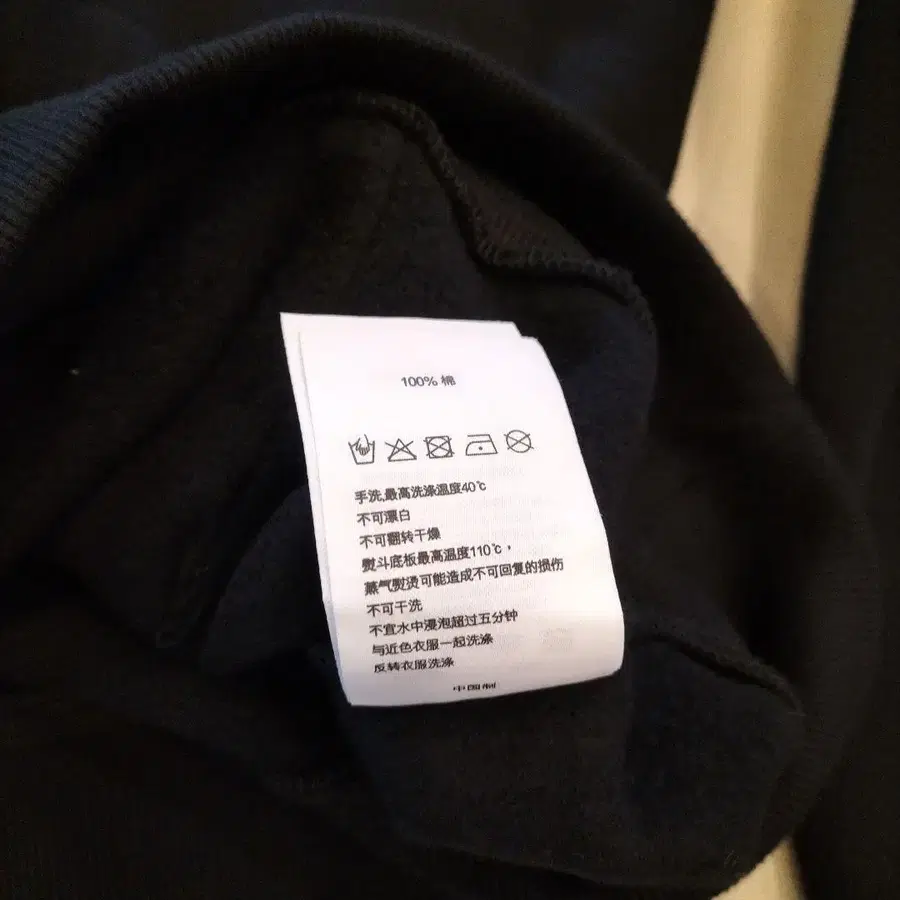 100% 棉
手洗,最高洗涤温度40℃
不可漂白
不可翻转干燥
熨斗底板最高温度110℃，
蒸气熨烫可能造成不可回复的损伤
不可干洗
不宜水中浸泡超过五分钟
与近色衣服一起洗涤
反转衣服洗涤
中国制